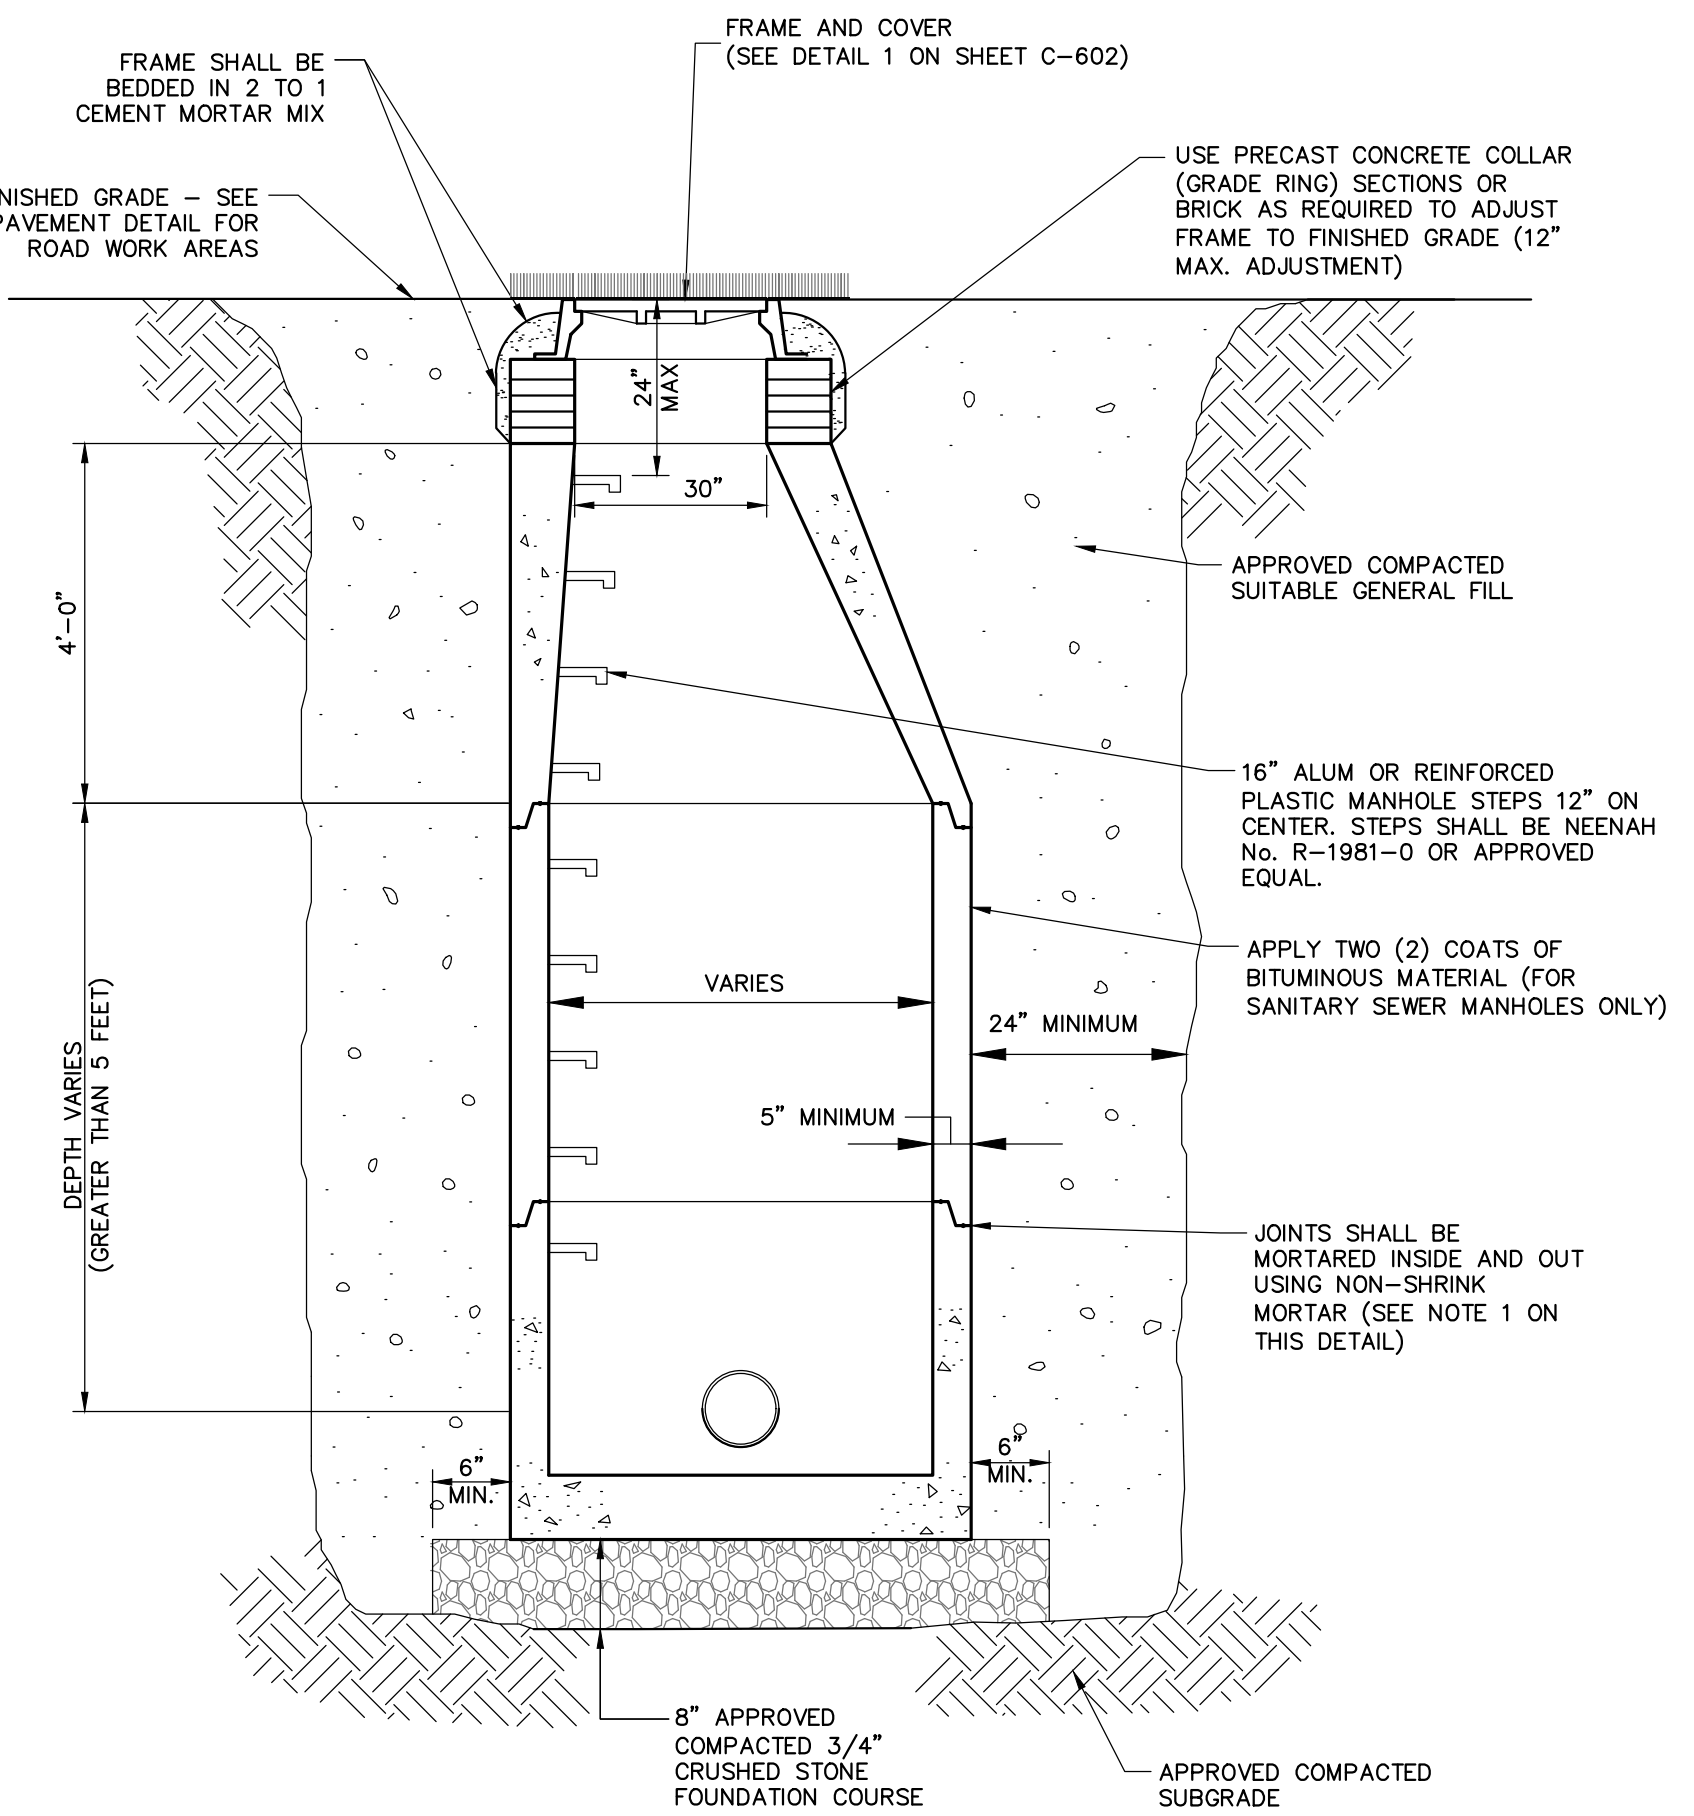 FRAME AND COVER
(SEE DETAIL 1 ON SHEET C-602)
FRAME SHALL BE
BEDDED IN 2 TO 1
CEMENT MORTAR MIX
USE PRECAST CONCRETE COLLAR
(GRADE RING) SECTIONS OR
BRICK AS REQUIRED TO ADJUST
FRAME TO FINISHED GRADE (12"
MAX. ADJUSTMENT)
NISHED GRADE – SEE
PAVEMENT DETAIL FOR
ROAD WORK AREAS
24"
MAX
30"
4'-0"
APPROVED COMPACTED
SUITABLE GENERAL FILL
16" ALUM OR REINFORCED
PLASTIC MANHOLE STEPS 12" ON
CENTER. STEPS SHALL BE NEENAH
No. R-1981-0 OR APPROVED
EQUAL.
APPLY TWO (2) COATS OF
BITUMINOUS MATERIAL (FOR
SANITARY SEWER MANHOLES ONLY)
VARIES
24" MINIMUM
DEPTH VARIES
(GREATER THAN 5 FEET)
5" MINIMUM
JOINTS SHALL BE
MORTARED INSIDE AND OUT
USING NON-SHRINK
MORTAR (SEE NOTE 1 ON
THIS DETAIL)
6"
MIN.
6"
MIN.
8" APPROVED
COMPACTED 3/4"
CRUSHED STONE
FOUNDATION COURSE
APPROVED COMPACTED
SUBGRADE